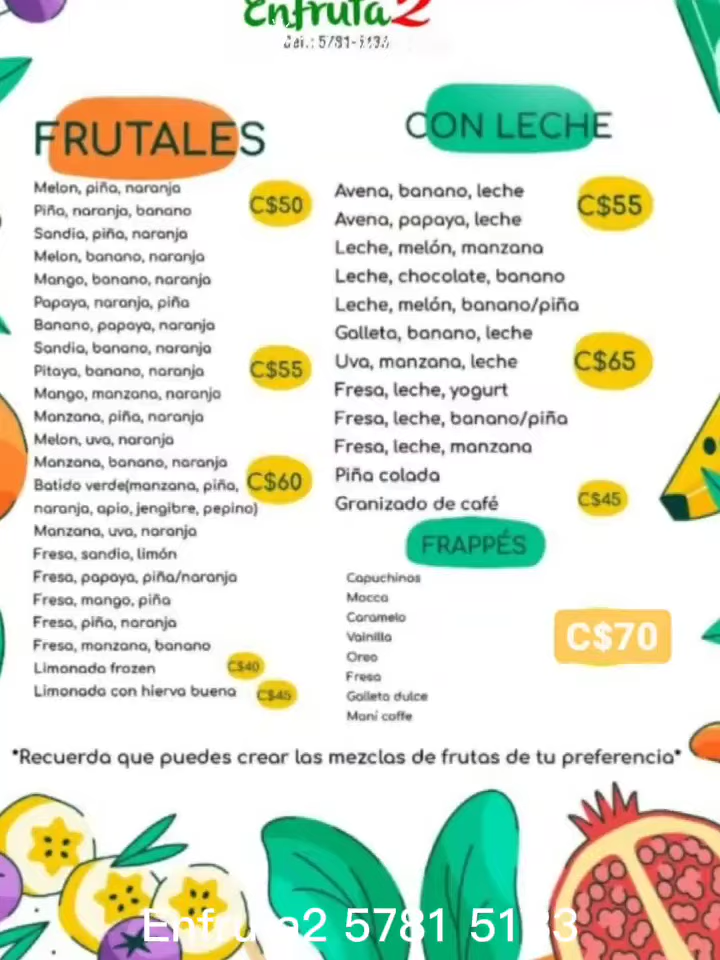 Enfruta2
FRUTALES
Melon, piña, naranja
Piña, naranja, banano
C$50
Sandia, piña, naranja
Melon, banano, naranja
Mango, banano, naranja
Papaya, naranja, piña
Banano, papaya, naranja
Sandia, banano, naranja
Pitaya, banano, naranja
C$55
Mango, manzana, naranja
Manzana, piña, naranja
Melon, uva, naranja
Manzana, banano, naranja
Batido verde(manzana, piña,
C$60
naranja, apio, jengibre, pepino)
Manzana, uva, naranja
Fresa, sandia, limón
Fresa, papaya, piña/naranja
Fresa, mango, piña
Fresa, piña, naranja
Fresa, manzana, banano
Limonada frozen
C$40
Limonada con hierva buena
C$45
CON LECHE
Avena, banano, leche
C$55
Avena, papaya, leche
Leche, melón, manzana
Leche, chocolate, banano
Leche, melón, banano/piña
Galleta, banano, leche
Uva, manzana, leche
C$65
Fresa, leche, yogurt
Fresa, leche, banano/piña
Fresa, leche, manzana
Piña colada
Granizado de café
C$45
FRAPPÉS
Capuchinos
Mocca
Caramelo
Vainilla
C$70
Oreo
Fresa
Galleta dulce
Maní coffe
*Recuerda que puedes crear las mezclas de frutas de tu preferencia*
Enfruta2 5781 5183